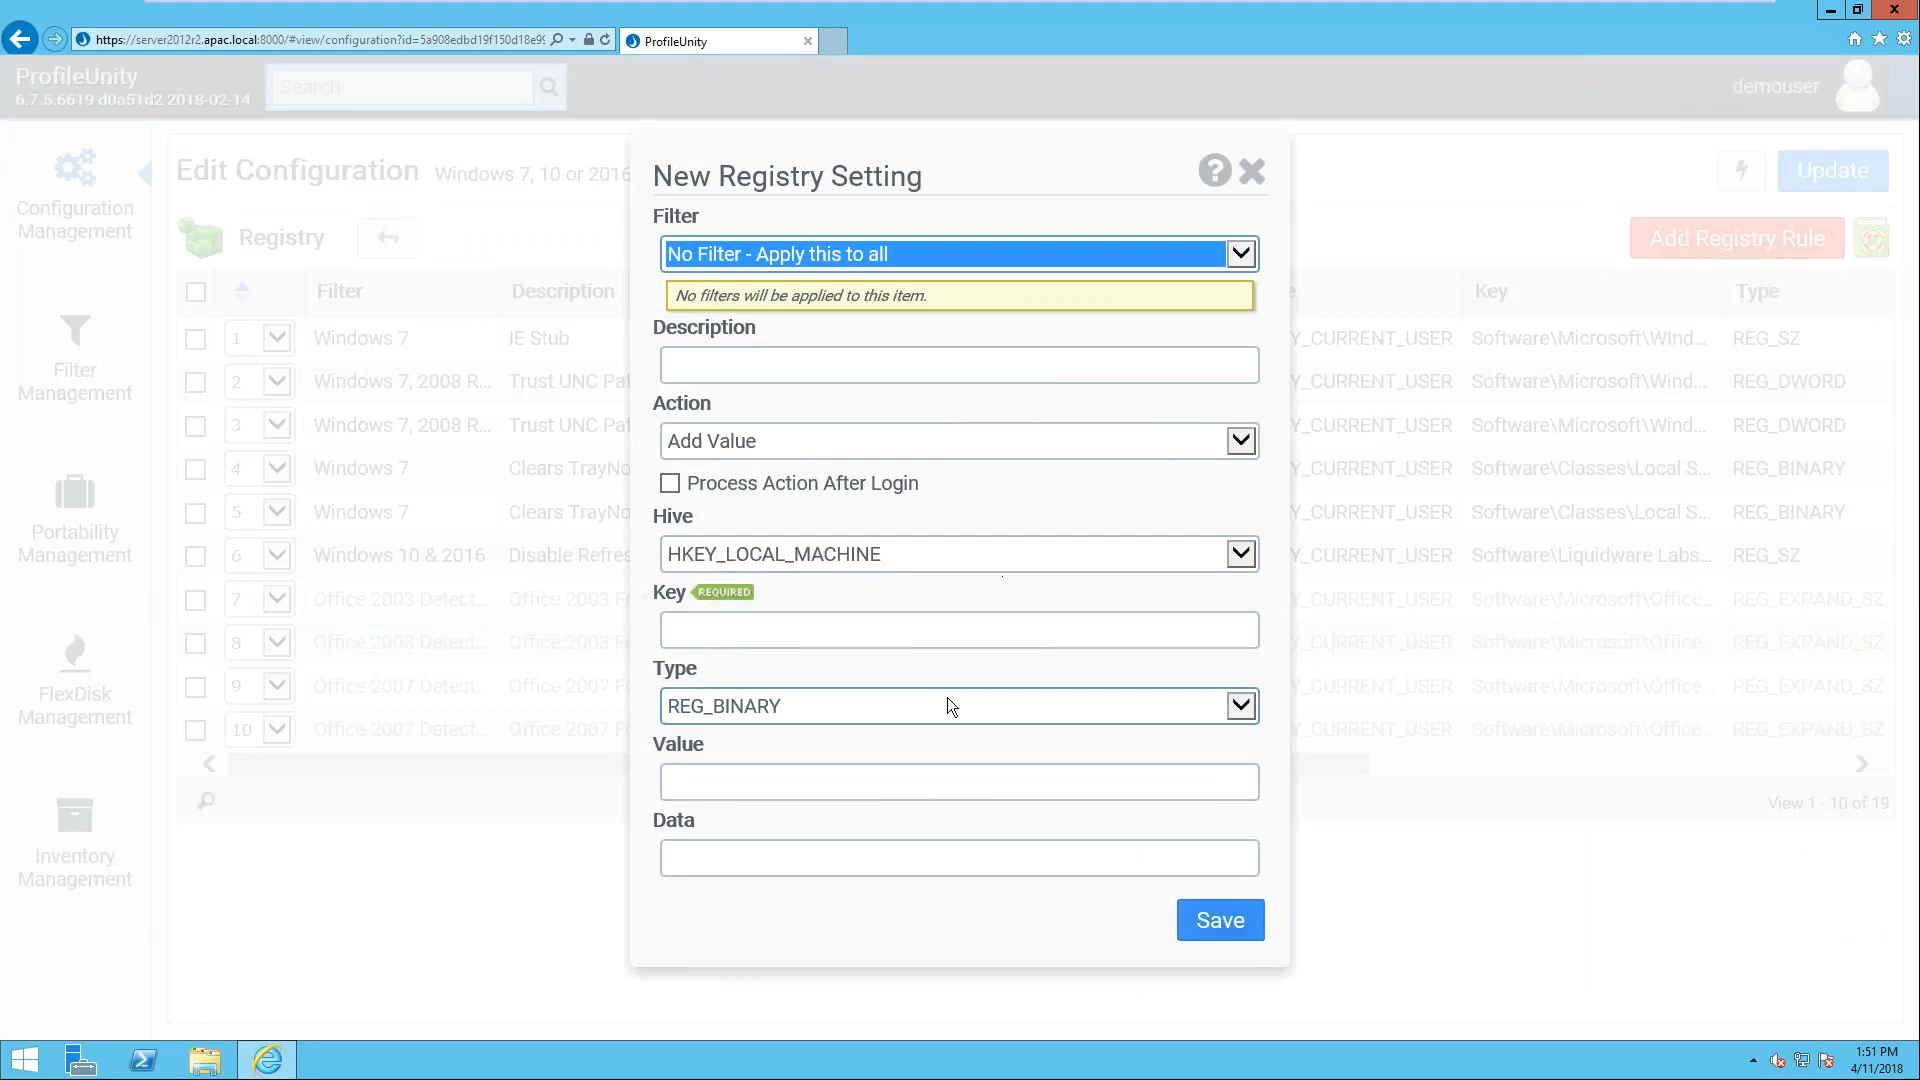 https://server2012r2.apac.local:8000/#view/configuration?id=5a908edbd19f150d18e9
ProfileUnity
ProfileUnity
6.7.5.6619 d0a51d2 2018-02-14
Search
demouser
Configuration
Management
Filter
Management
Portability
Management
FlexDisk
Management
Inventory
Management
Edit Configuration Windows 7, 10 or 2016
Update
Registry
Add Registry Rule
Filter Description Key Type
1 Windows 7 IE Stub Y_CURRENT_USER Software\Microsoft\WInd... REG_SZ
2 Windows 7, 2008 R... Trust UNC Pat Y_CURRENT_USER Software\Microsoft\Wind... REG_DWORD
3 Windows 7, 2008 R... Trust UNC Pat Y_CURRENT_USER Software\Microsoft\Wind... REG_DWORD
4 Windows 7 Clears TrayNo Y_CURRENT_USER Software\Classes\Local S... REG_BINARY
5 Windows 7 Clears TrayNo Y_CURRENT_USER Software\Classes\Local S... REG_BINARY
6 Windows 10 & 2016 Disable Refres Y_CURRENT_USER Software\Liquidware Labs... REG_SZ
7 Office 2003 Detect... Office 2003 Fo Y_CURRENT_USER Software\Microsoft\Office... REG_EXPAND_SZ
8 Office 2003 Detect... Office 2003 Fo Y_CURRENT_USER Software\Microsoft\Office... REG_EXPAND_SZ
9 Office 2007 Detect... Office 2007 Fo Y_CURRENT_USER Software\Microsoft\Office... REG_EXPAND_SZ
10 Office 2007 Detect... Office 2007 Fo Y_CURRENT_USER Software\Microsoft\Office... REG_EXPAND_SZ
View 1 - 10 of 19
New Registry Setting
Filter
No Filter - Apply this to all
No filters will be applied to this item.
Description
Action
Add Value
Process Action After Login
Hive
HKEY_LOCAL_MACHINE
Key REQUIRED
Type
REG_BINARY
Value
Data
Save
1:51 PM
4/11/2018